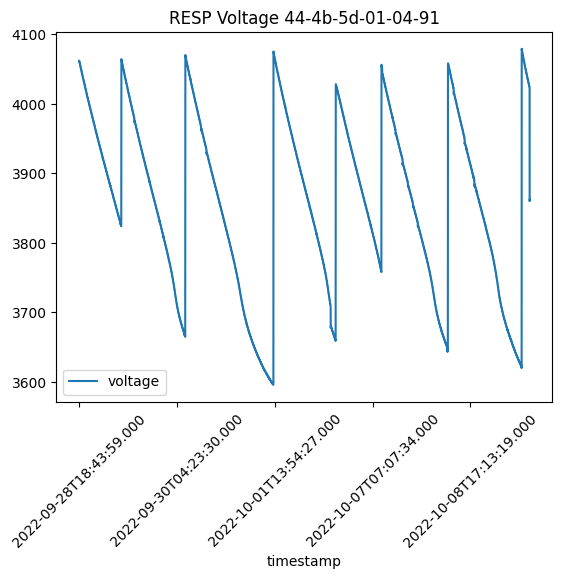 RESP Voltage 44-4b-5d-01-04-91
4100
4000
3900
3800
3700
3600
voltage
2022-09-28T18:43:59.000
2022-09-30T04:23:30.000
2022-10-01T13:54:27.000
2022-10-07T07:07:34.000
2022-10-08T17:13:19.000
timestamp